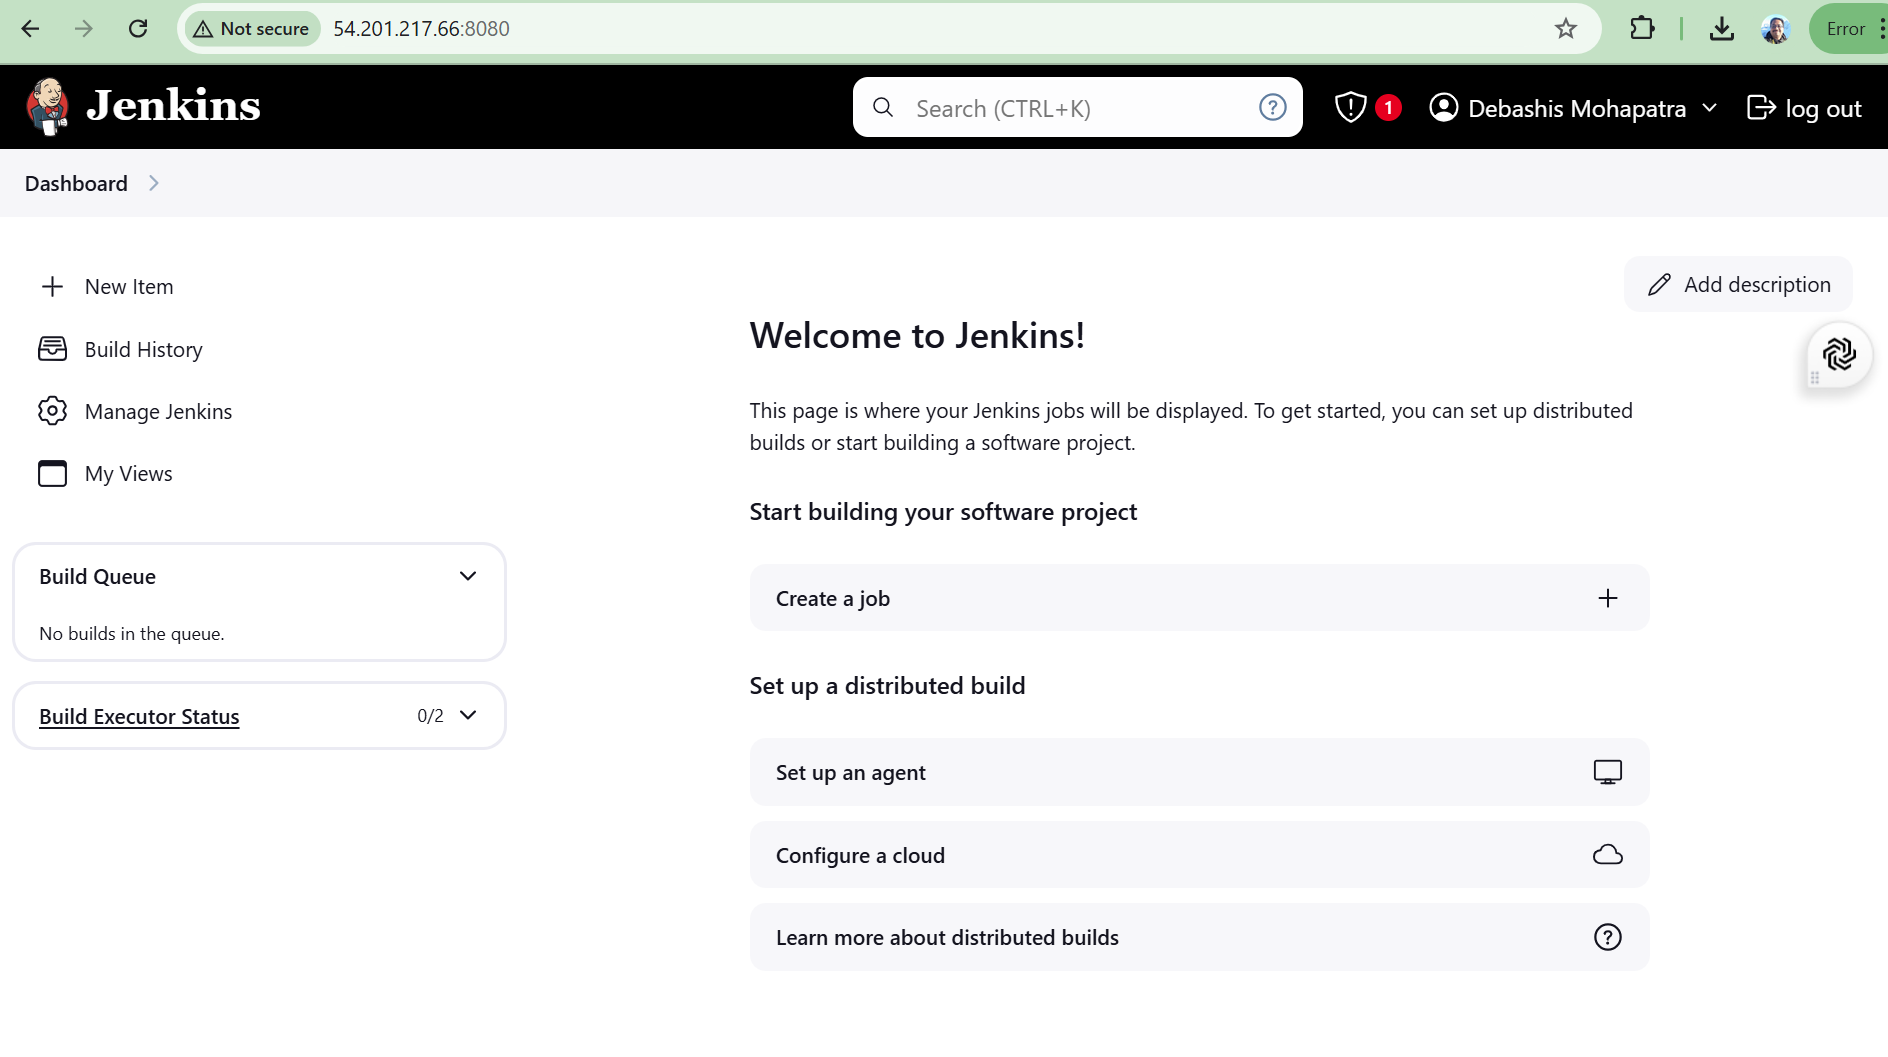 Not secure 54.201.217.66:8080 Error
Jenkins Search (CTRL+K) 1 Debashis Mohapatra log out
Dashboard
New Item
Build History
Manage Jenkins
My Views
Build Queue
No builds in the queue.
Build Executor Status 0/2
Add description
Welcome to Jenkins!
This page is where your Jenkins jobs will be displayed. To get started, you can set up distributed
builds or start building a software project.
Start building your software project
Create a job
Set up a distributed build
Set up an agent
Configure a cloud
Learn more about distributed builds